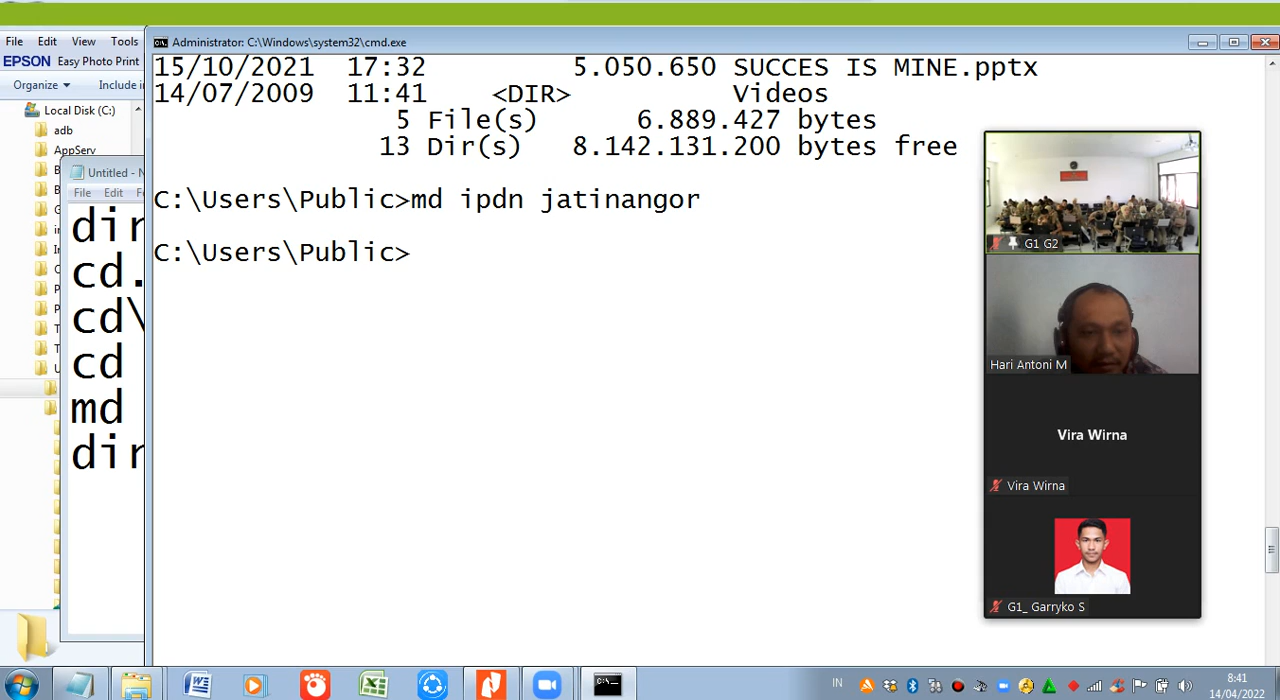 File Edit View Tools
EPSON Easy Photo Print
Organize Include i
Local Disk (C:)
adb
AppServ
Untitled - N
File Edit F
dir
cd.
cd\
cd
md
dir
Administrator: C:\Windows\system32\cmd.exe
15/10/2021 17:32 5.050.650 SUCCES IS MINE.pptx
14/07/2009 11:41 <DIR> Videos
5 File(s) 6.889.427 bytes
13 Dir(s) 8.142.131.200 bytes free
C:\Users\Public>md ipdn jatinangor
C:\Users\Public>
G1 G2
Hari Antoni M
Vira Wirna
Vira Wirna
G1_ Garryko S
IN
8:41
14/04/2022